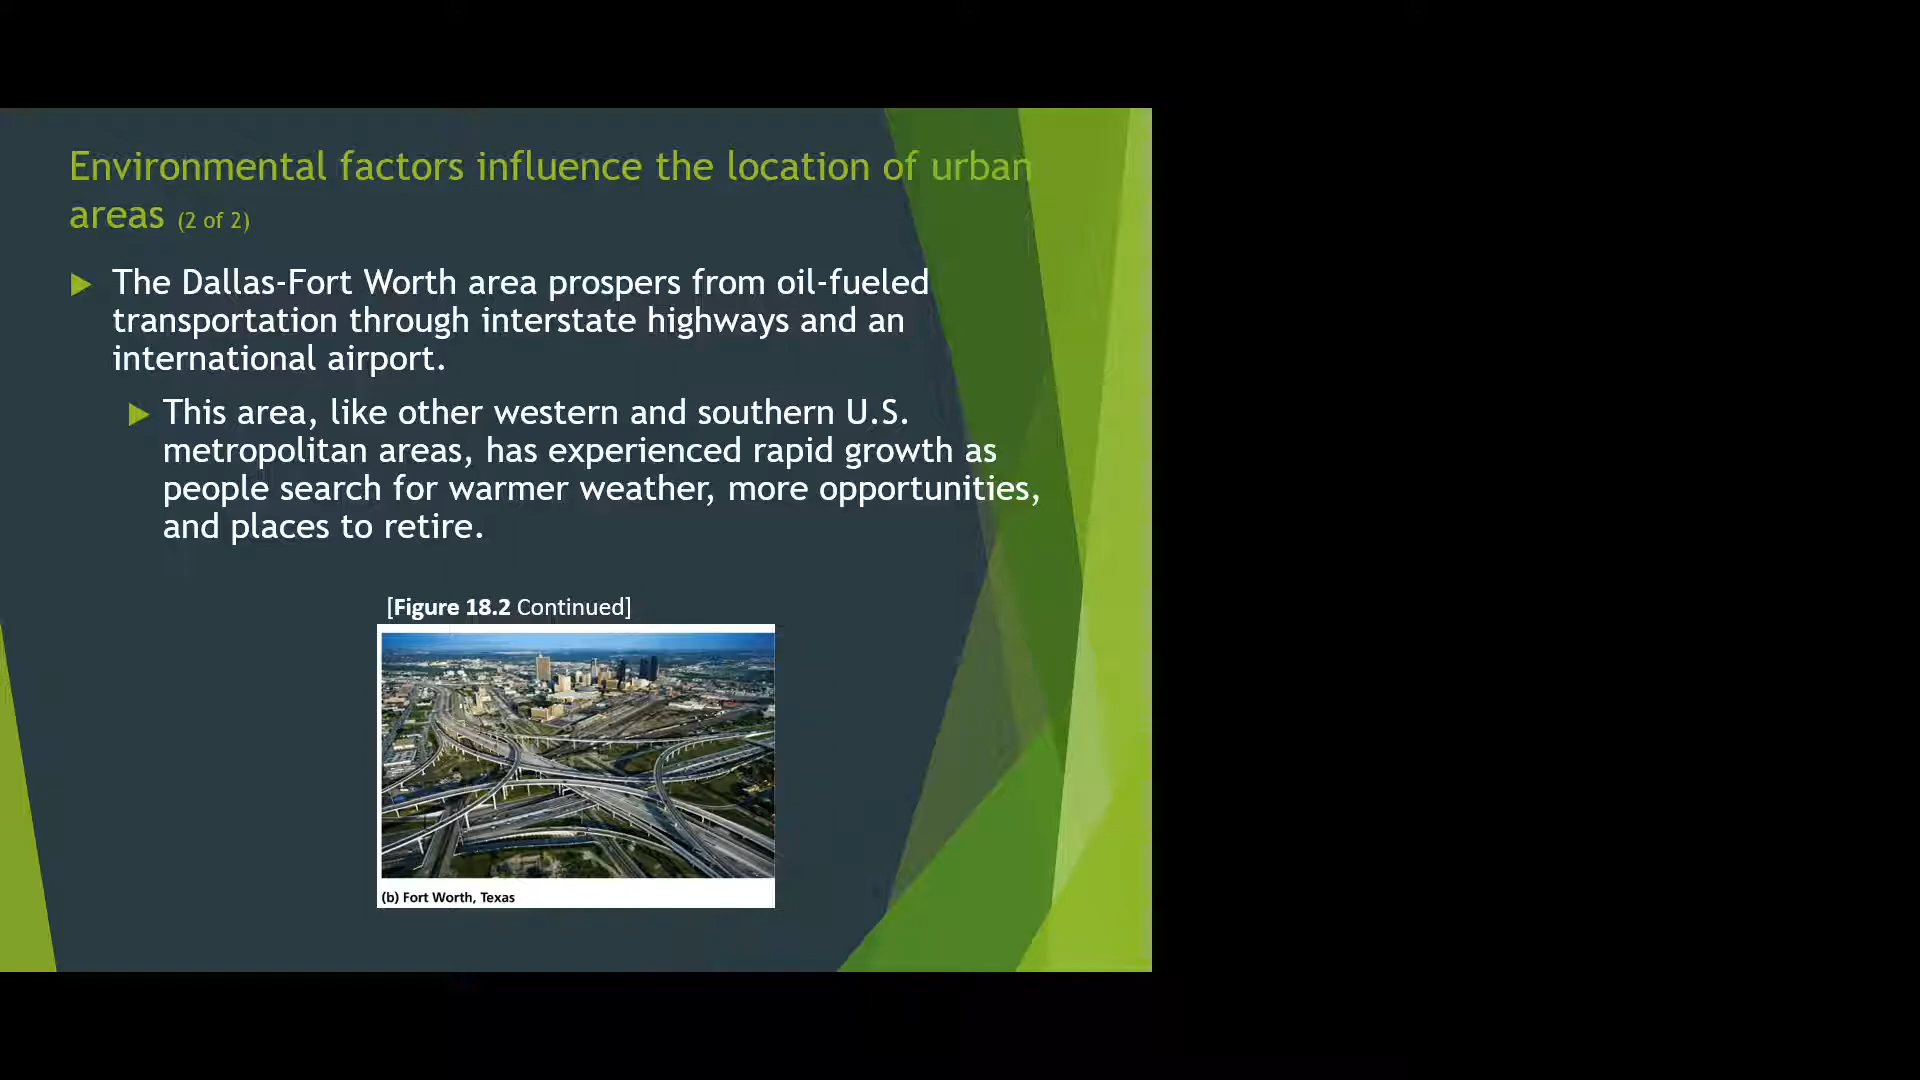 Environmental factors influence the location of urban
areas (2 of 2)
The Dallas-Fort Worth area prospers from oil-fueled
transportation through interstate highways and an
international airport.
This area, like other western and southern U.S.
metropolitan areas, has experienced rapid growth as
people search for warmer weather, more opportunities,
and places to retire.
[Figure 18.2 Continued]
(b) Fort Worth, Texas